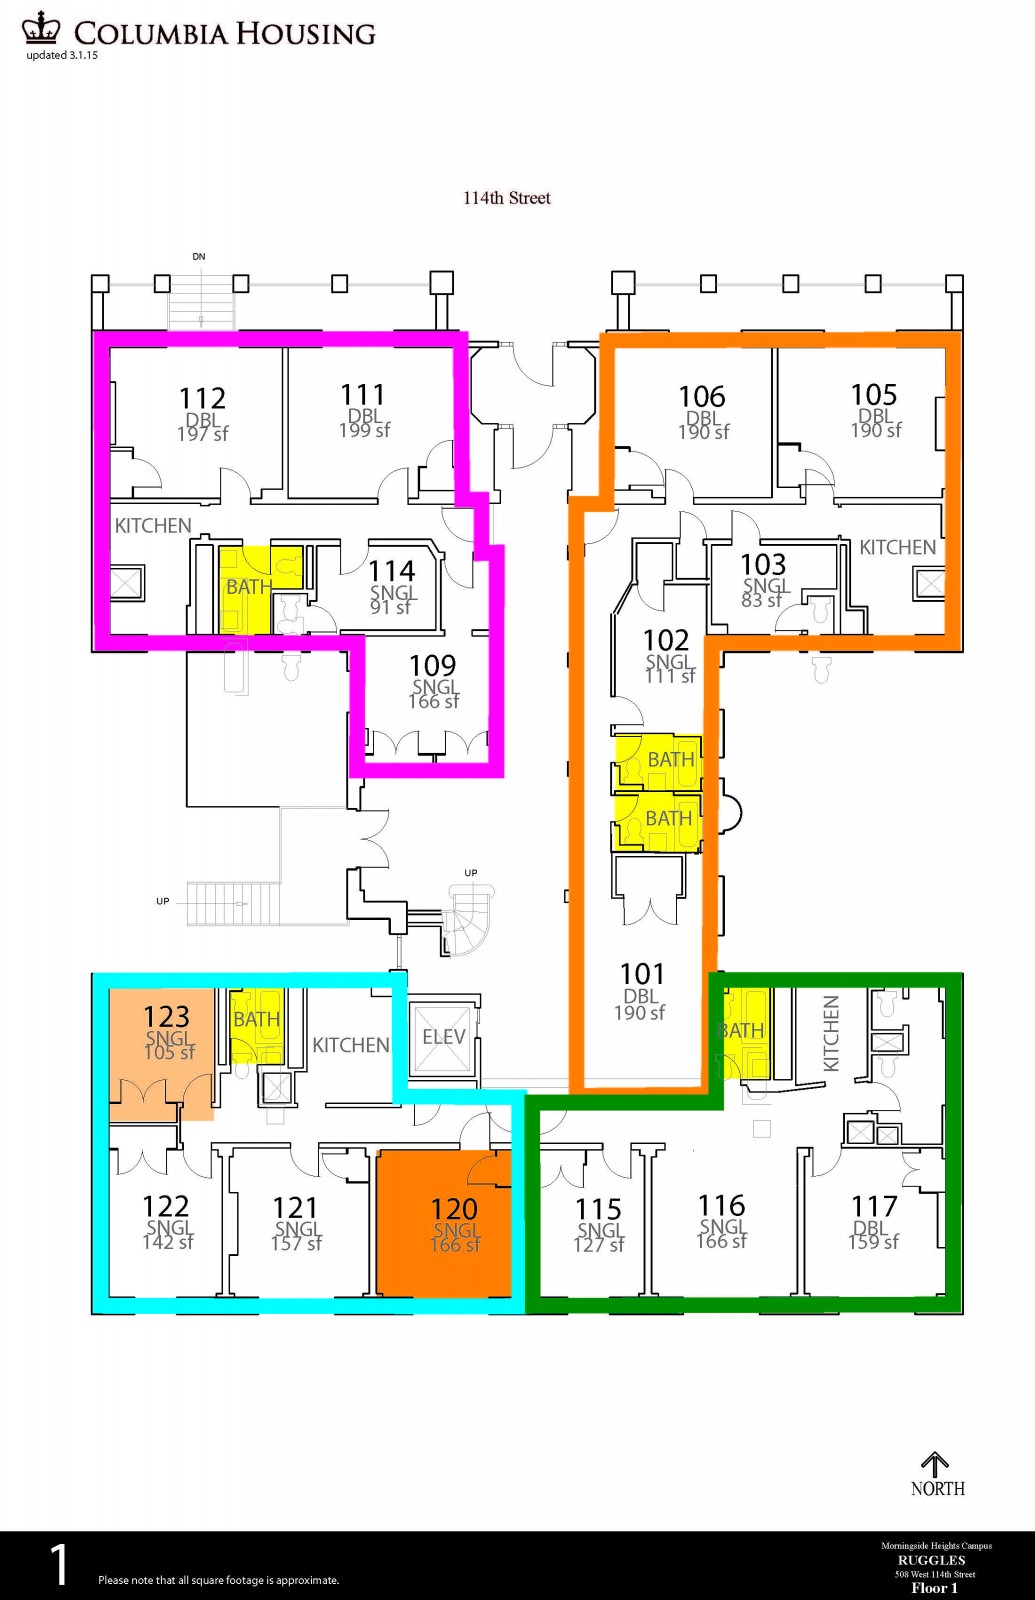 COLUMBIA HOUSING
updated 3.1.15
114th Street
DN
112
DBL
197 sf
111
DBL
199 sf
106
DBL
190 sf
105
DBL
190 sf
KITCHEN
BATH
114
SNGL
91 sf
103
SNGL
83 sf
KITCHEN
109
SNGL
166 sf
102
SNGL
111 sf
BATH
BATH
UP
UP
101
DBL
190 sf
123
SNGL
105 sf
BATH
KITCHEN
ELEV
BATH
KITCHEN
122
SNGL
142 sf
121
SNGL
157 sf
120
SNGL
166 sf
115
SNGL
127 sf
116
SNGL
166 sf
117
DBL
159 sf
NORTH
1
Please note that all square footage is approximate.
Morningside Heights Campus
RUGGLES
508 West 114th Street
Floor 1